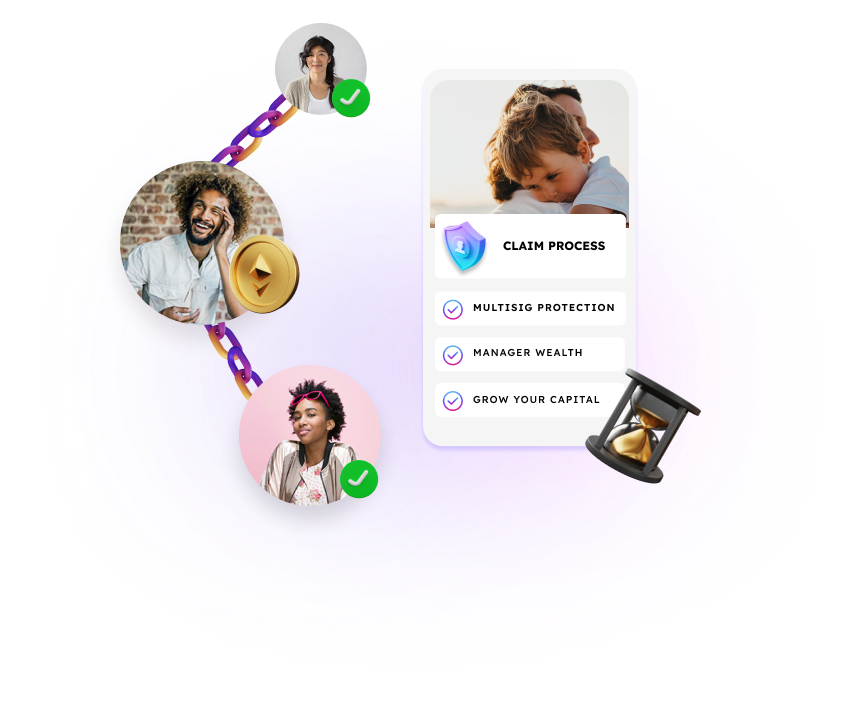 CLAIM PROCESS
MULTISIG PROTECTION
MANAGER WEALTH
GROW YOUR CAPITAL